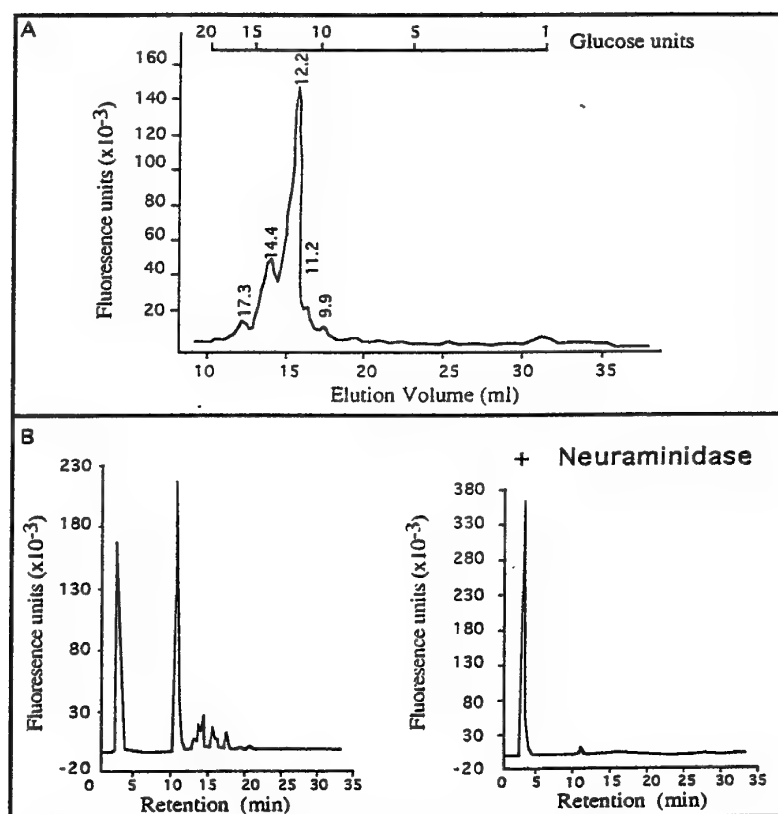 A
20 15 10 5 1 Glucose units
12.2
160
140
120
100
80
60
40
20
Fluoresence units (x10-3)
17.3
14.4
11.2
9.9
10 15 20 25 30 35
Elution Volume (ml)
B
+ Neuraminidase
230
180
130
80
30
-20
Fluoresence units (x10-3)
0 5 10 15 20 25 30 35
Retention (min)
380
330
280
230
180
130
80
30
-20
Fluoresence units (x10-3)
0 5 10 15 20 25 30 35
Retention (min)